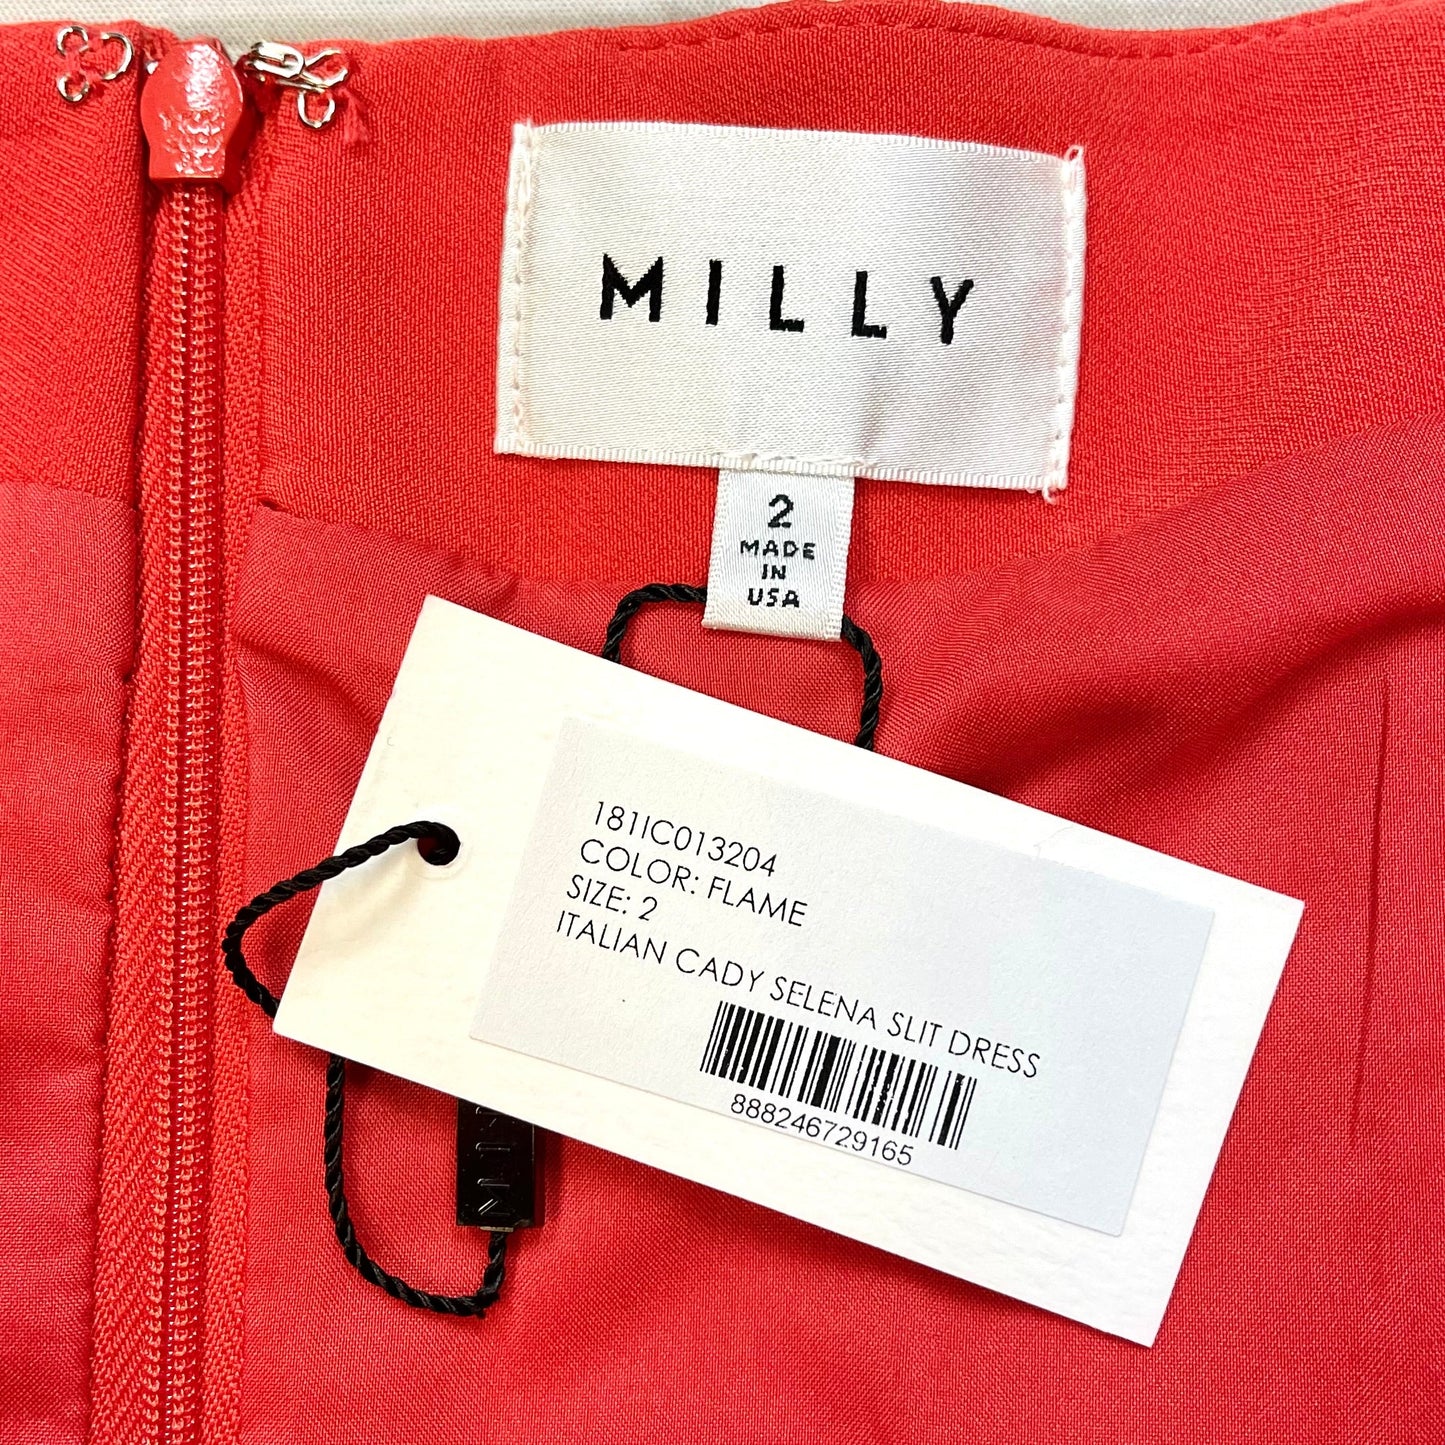 MILLY
2
MADE
IN
USA
181IC013204
COLOR: FLAME
SIZE: 2
ITALIAN CADY SELENA SLIT DRESS
888246729165